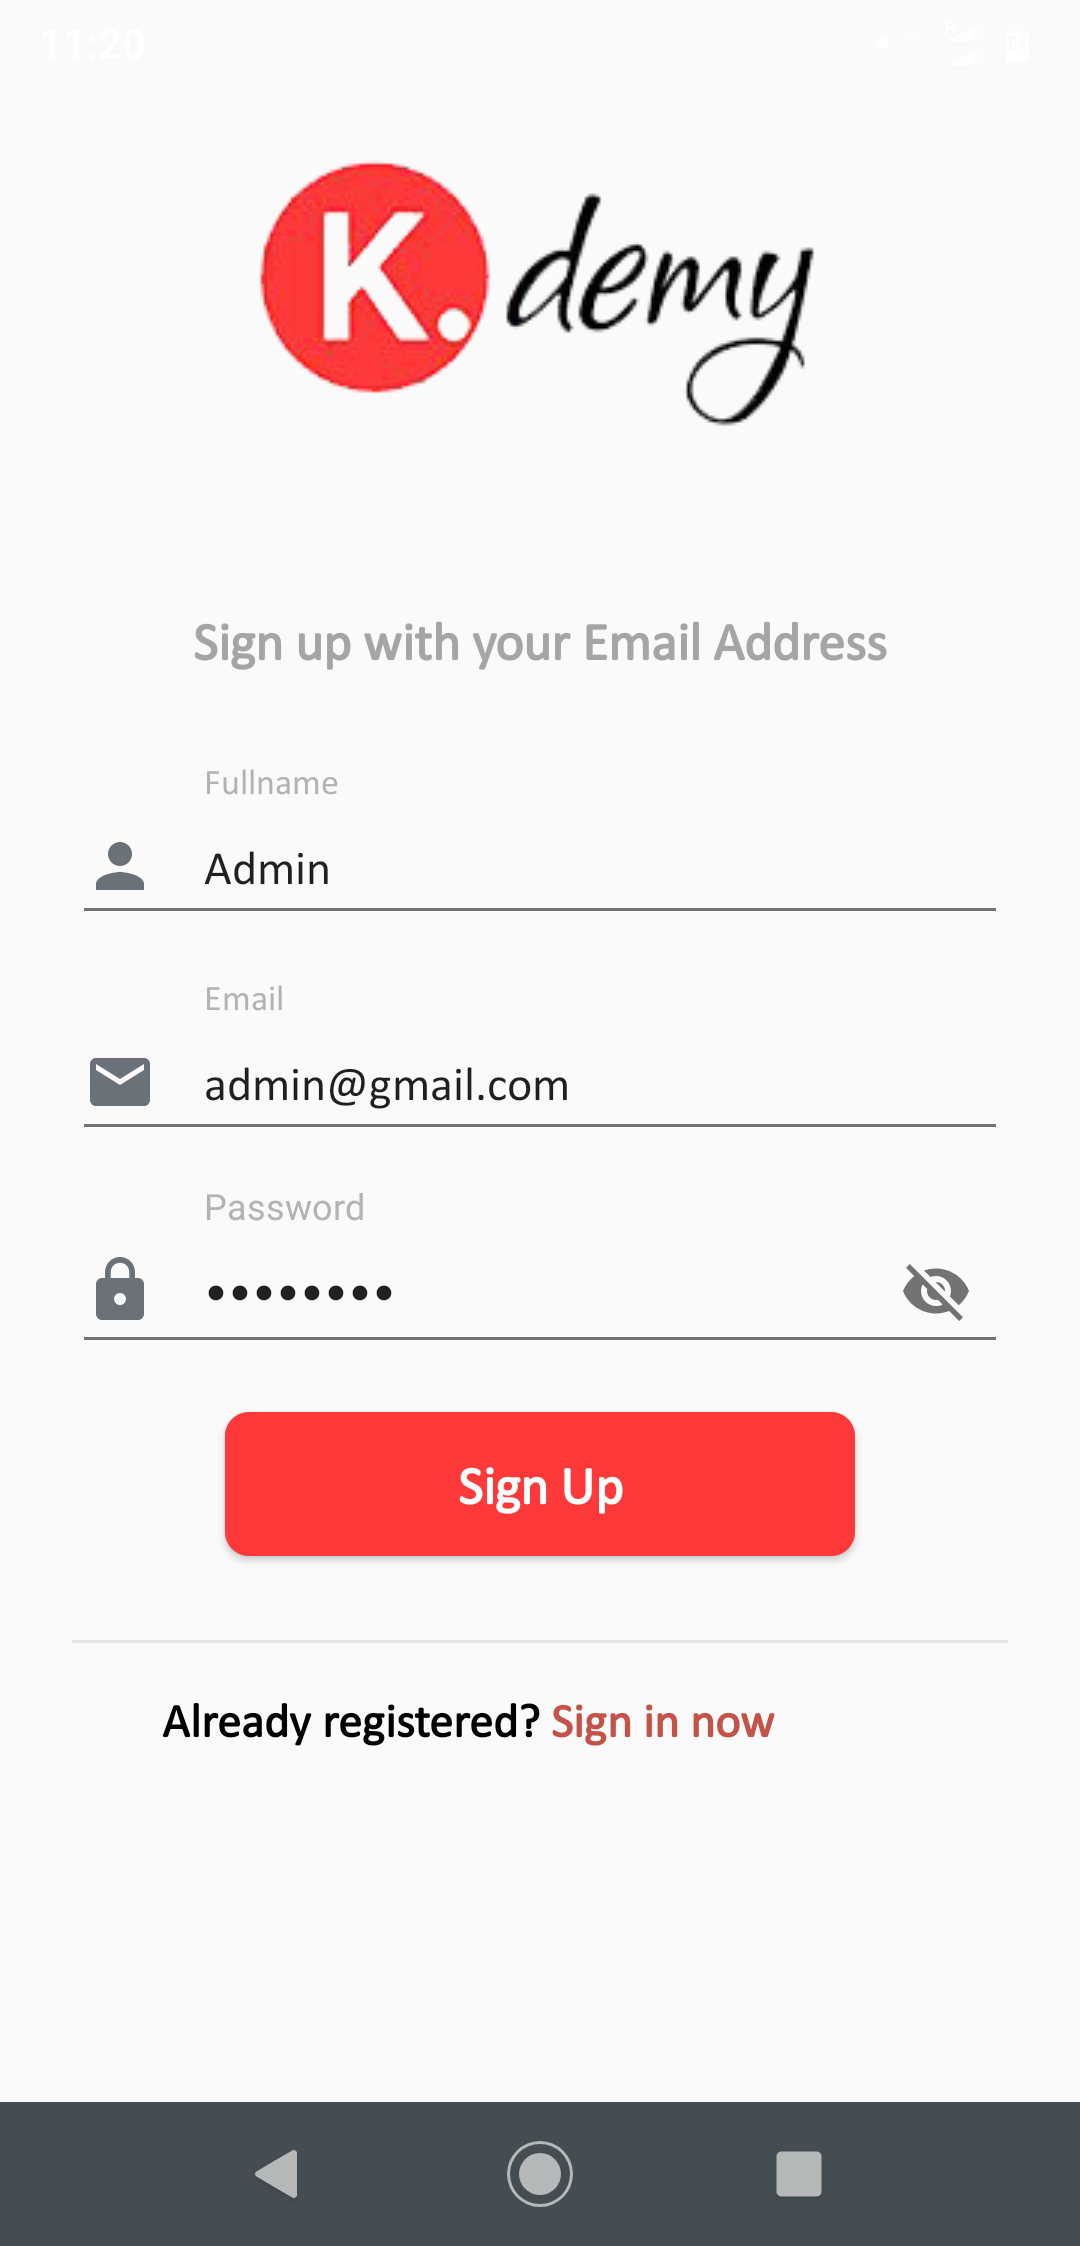 11:20
K.demy
Sign up with your Email Address
Fullname
Admin
Email
admin@gmail.com
Password
••••••••
Sign Up
Already registered? Sign in now